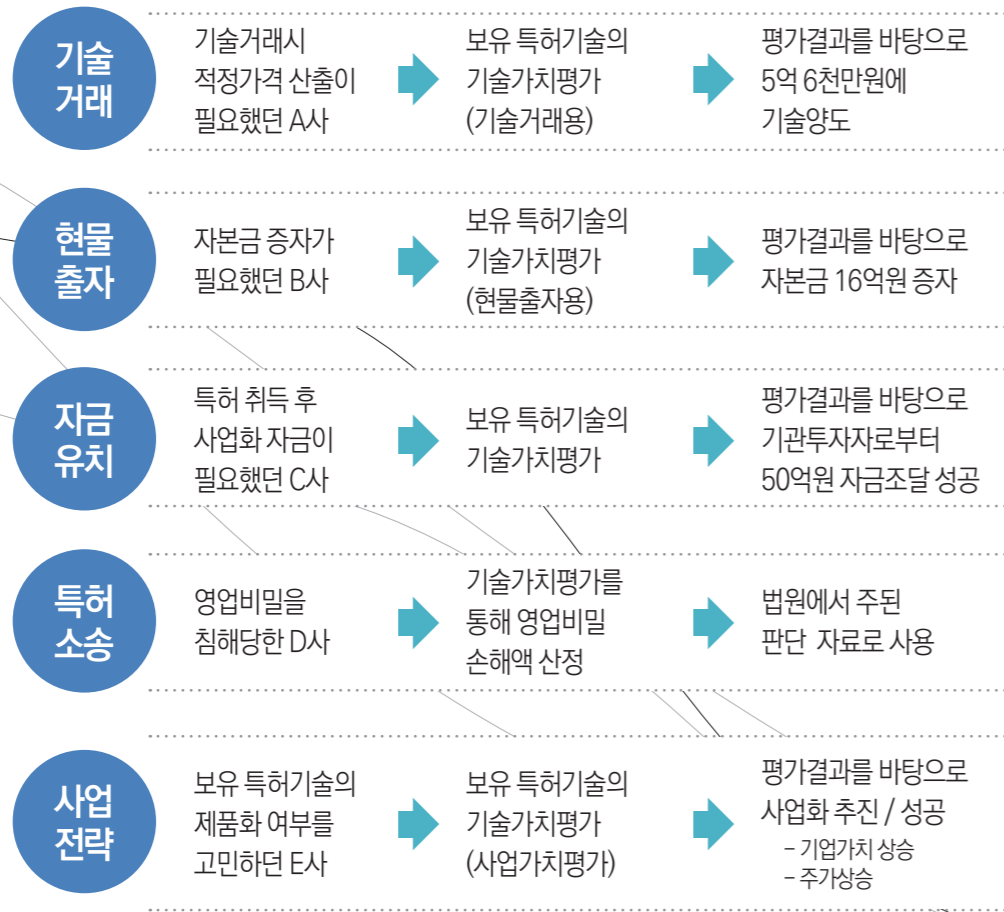 기술
거래
기술거래시
적정가격 산출이
필요했던 A사
보유 특허기술의
기술가치평가
(기술거래용)
평가결과를 바탕으로
5억 6천만원에
기술양도
현물
출자
자본금 증자가
필요했던 B사
보유 특허기술의
기술가치평가
(현물출자용)
평가결과를 바탕으로
자본금 16억원 증자
자금
유치
특허 취득 후
사업화 자금이
필요했던 C사
보유 특허기술의
기술가치평가
평가결과를 바탕으로
기관투자자로부터
50억원 자금조달 성공
특허
소송
영업비밀을
침해당한 D사
기술가치평가를
통해 영업비밀
손해액 산정
법원에서 주된
판단 자료로 사용
사업
전략
보유 특허기술의
제품화 여부를
고민하던 E사
보유 특허기술의
기술가치평가
(사업가치평가)
평가결과를 바탕으로
사업화 추진 / 성공
- 기업가치 상승
- 주가상승